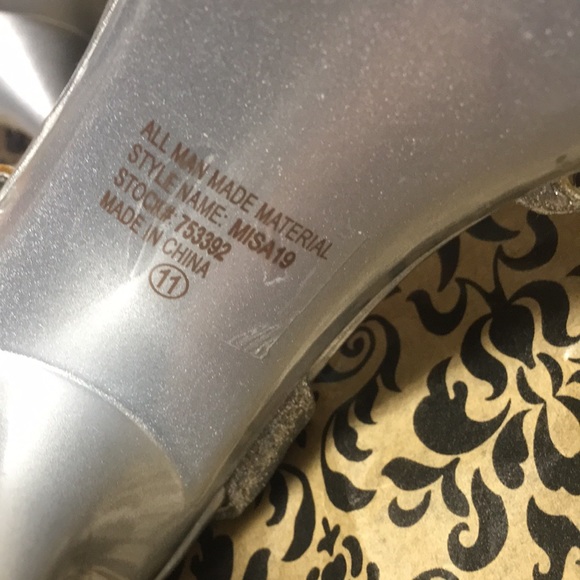 ALL MAN MADE MATERIAL
STYLE NAME: MISA19
STOCK# 753392
MADE IN CHINA
11